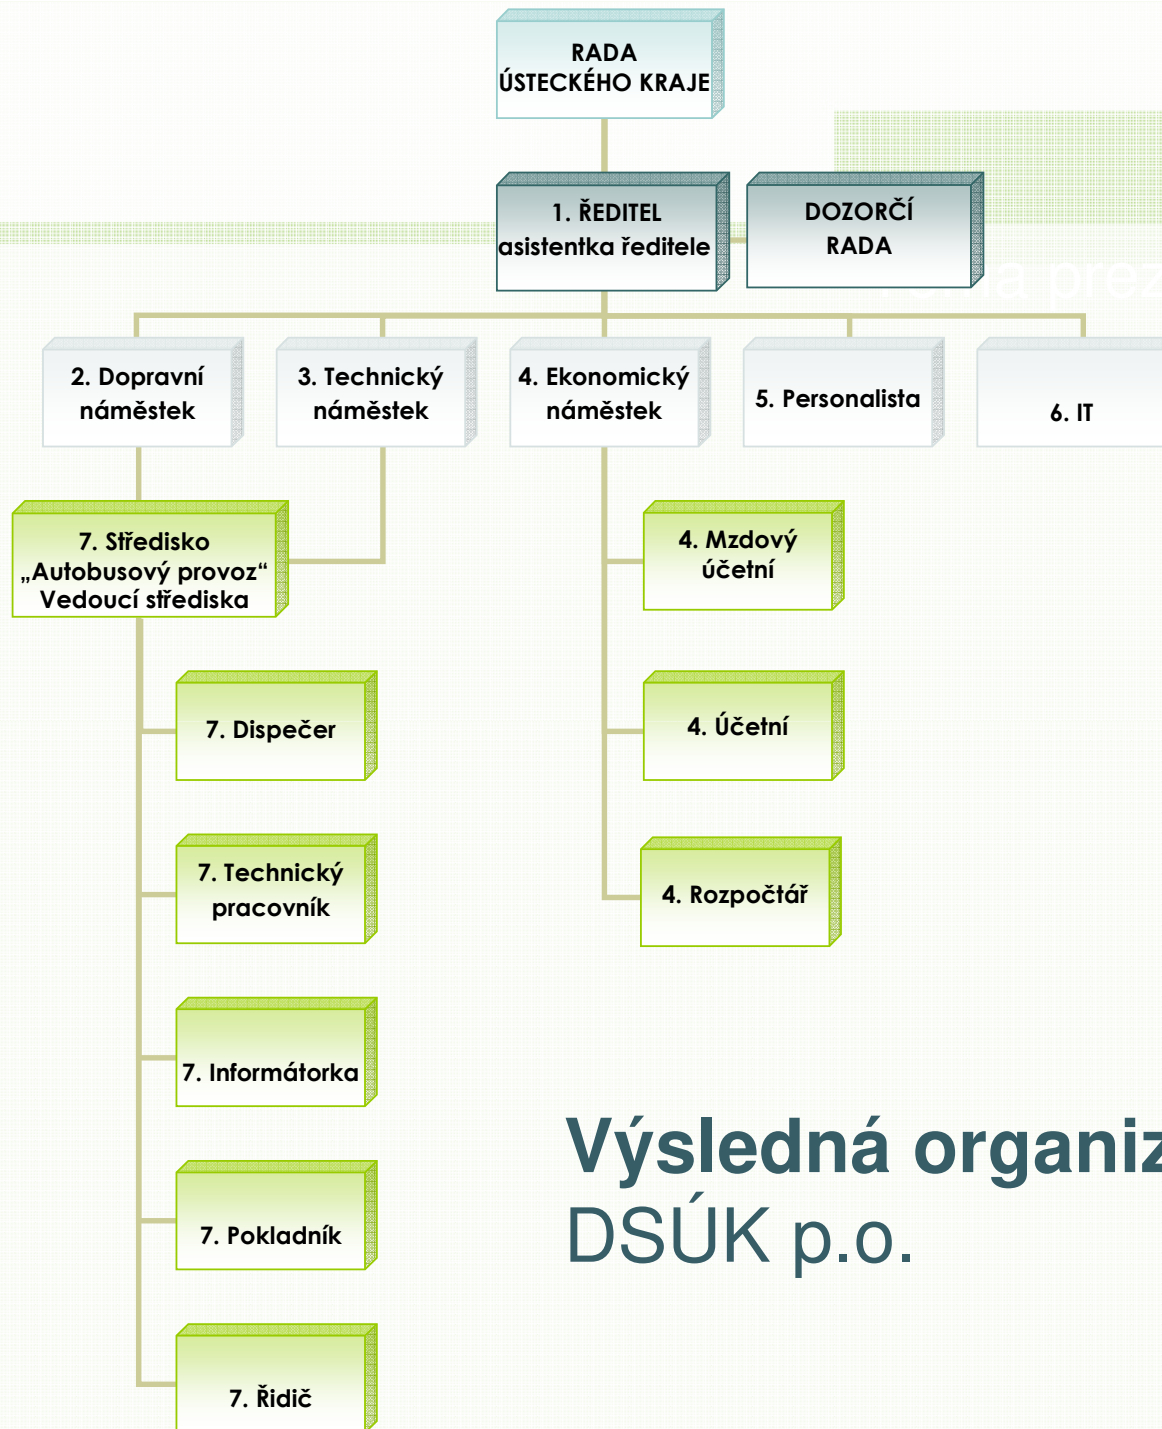 RADA
ÚSTECKÉHO KRAJE
1. ŘEDITEL
asistentka ředitele
DOZORČÍ
RADA
prez
2. Dopravní
náměstek
3. Technický
náměstek
4. Ekonomický
náměstek
5. Personalista
6. IT
7. Středisko
„Autobusový provoz“
Vedoucí střediska
4. Mzdový
účetní
7. Dispečer
4. Účetní
7. Technický
pracovník
4. Rozpočtář
7. Informátorka
7. Pokladník
7. Řidič
Výsledná organiz
DSÚK p.o.